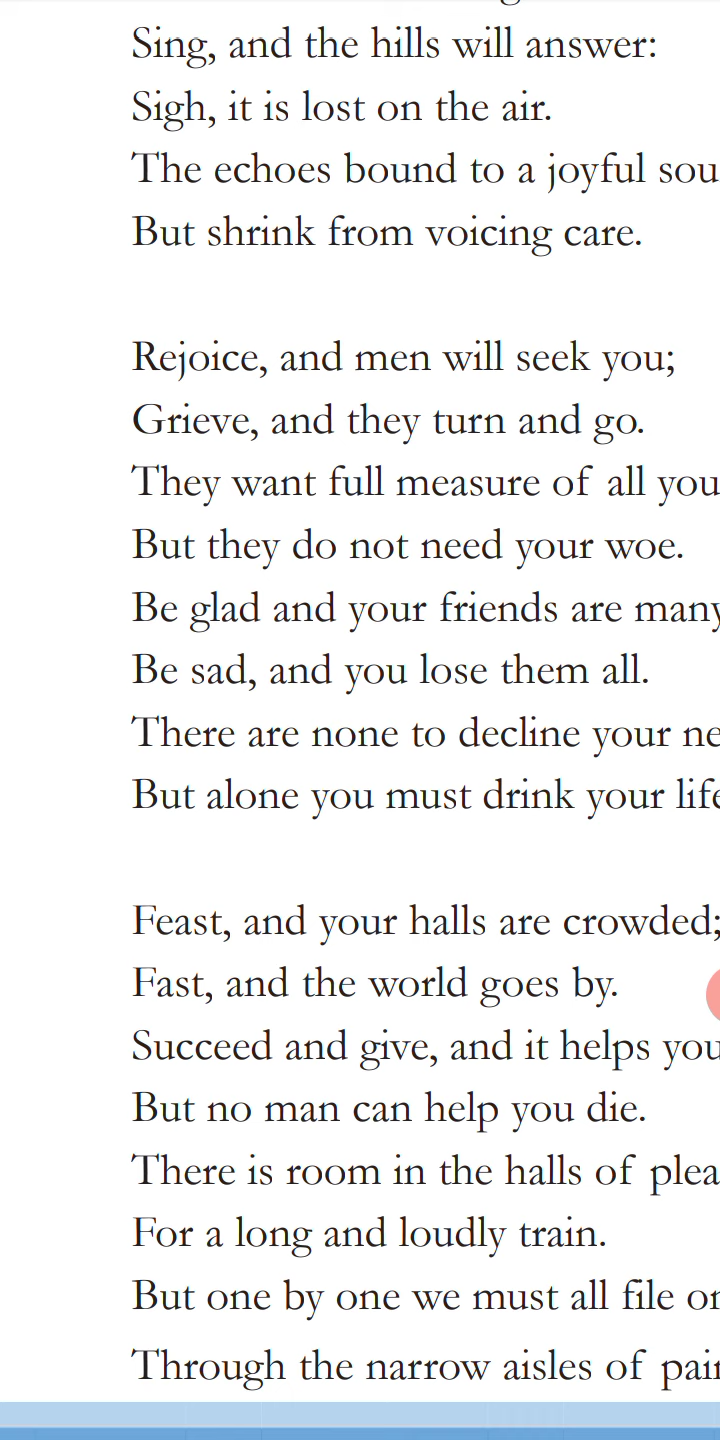 Sing, and the hills will answer:
Sigh, it is lost on the air.
The echoes bound to a joyful
But shrink from voicing care.
Rejoice, and men will seek you;
Grieve, and they turn and go.
They want full measure of all
But they do not need your woe.
Be glad and your friends are many
Be sad, and you lose them all.
There are none to decline your
But alone you must drink your
Feast, and your halls are crowded;
Fast, and the world goes by.
Succeed and give, and it helps you
But no man can help you die.
There is room in the halls of
For a long and loudly train.
But one by one we must all file
Through the narrow aisles of